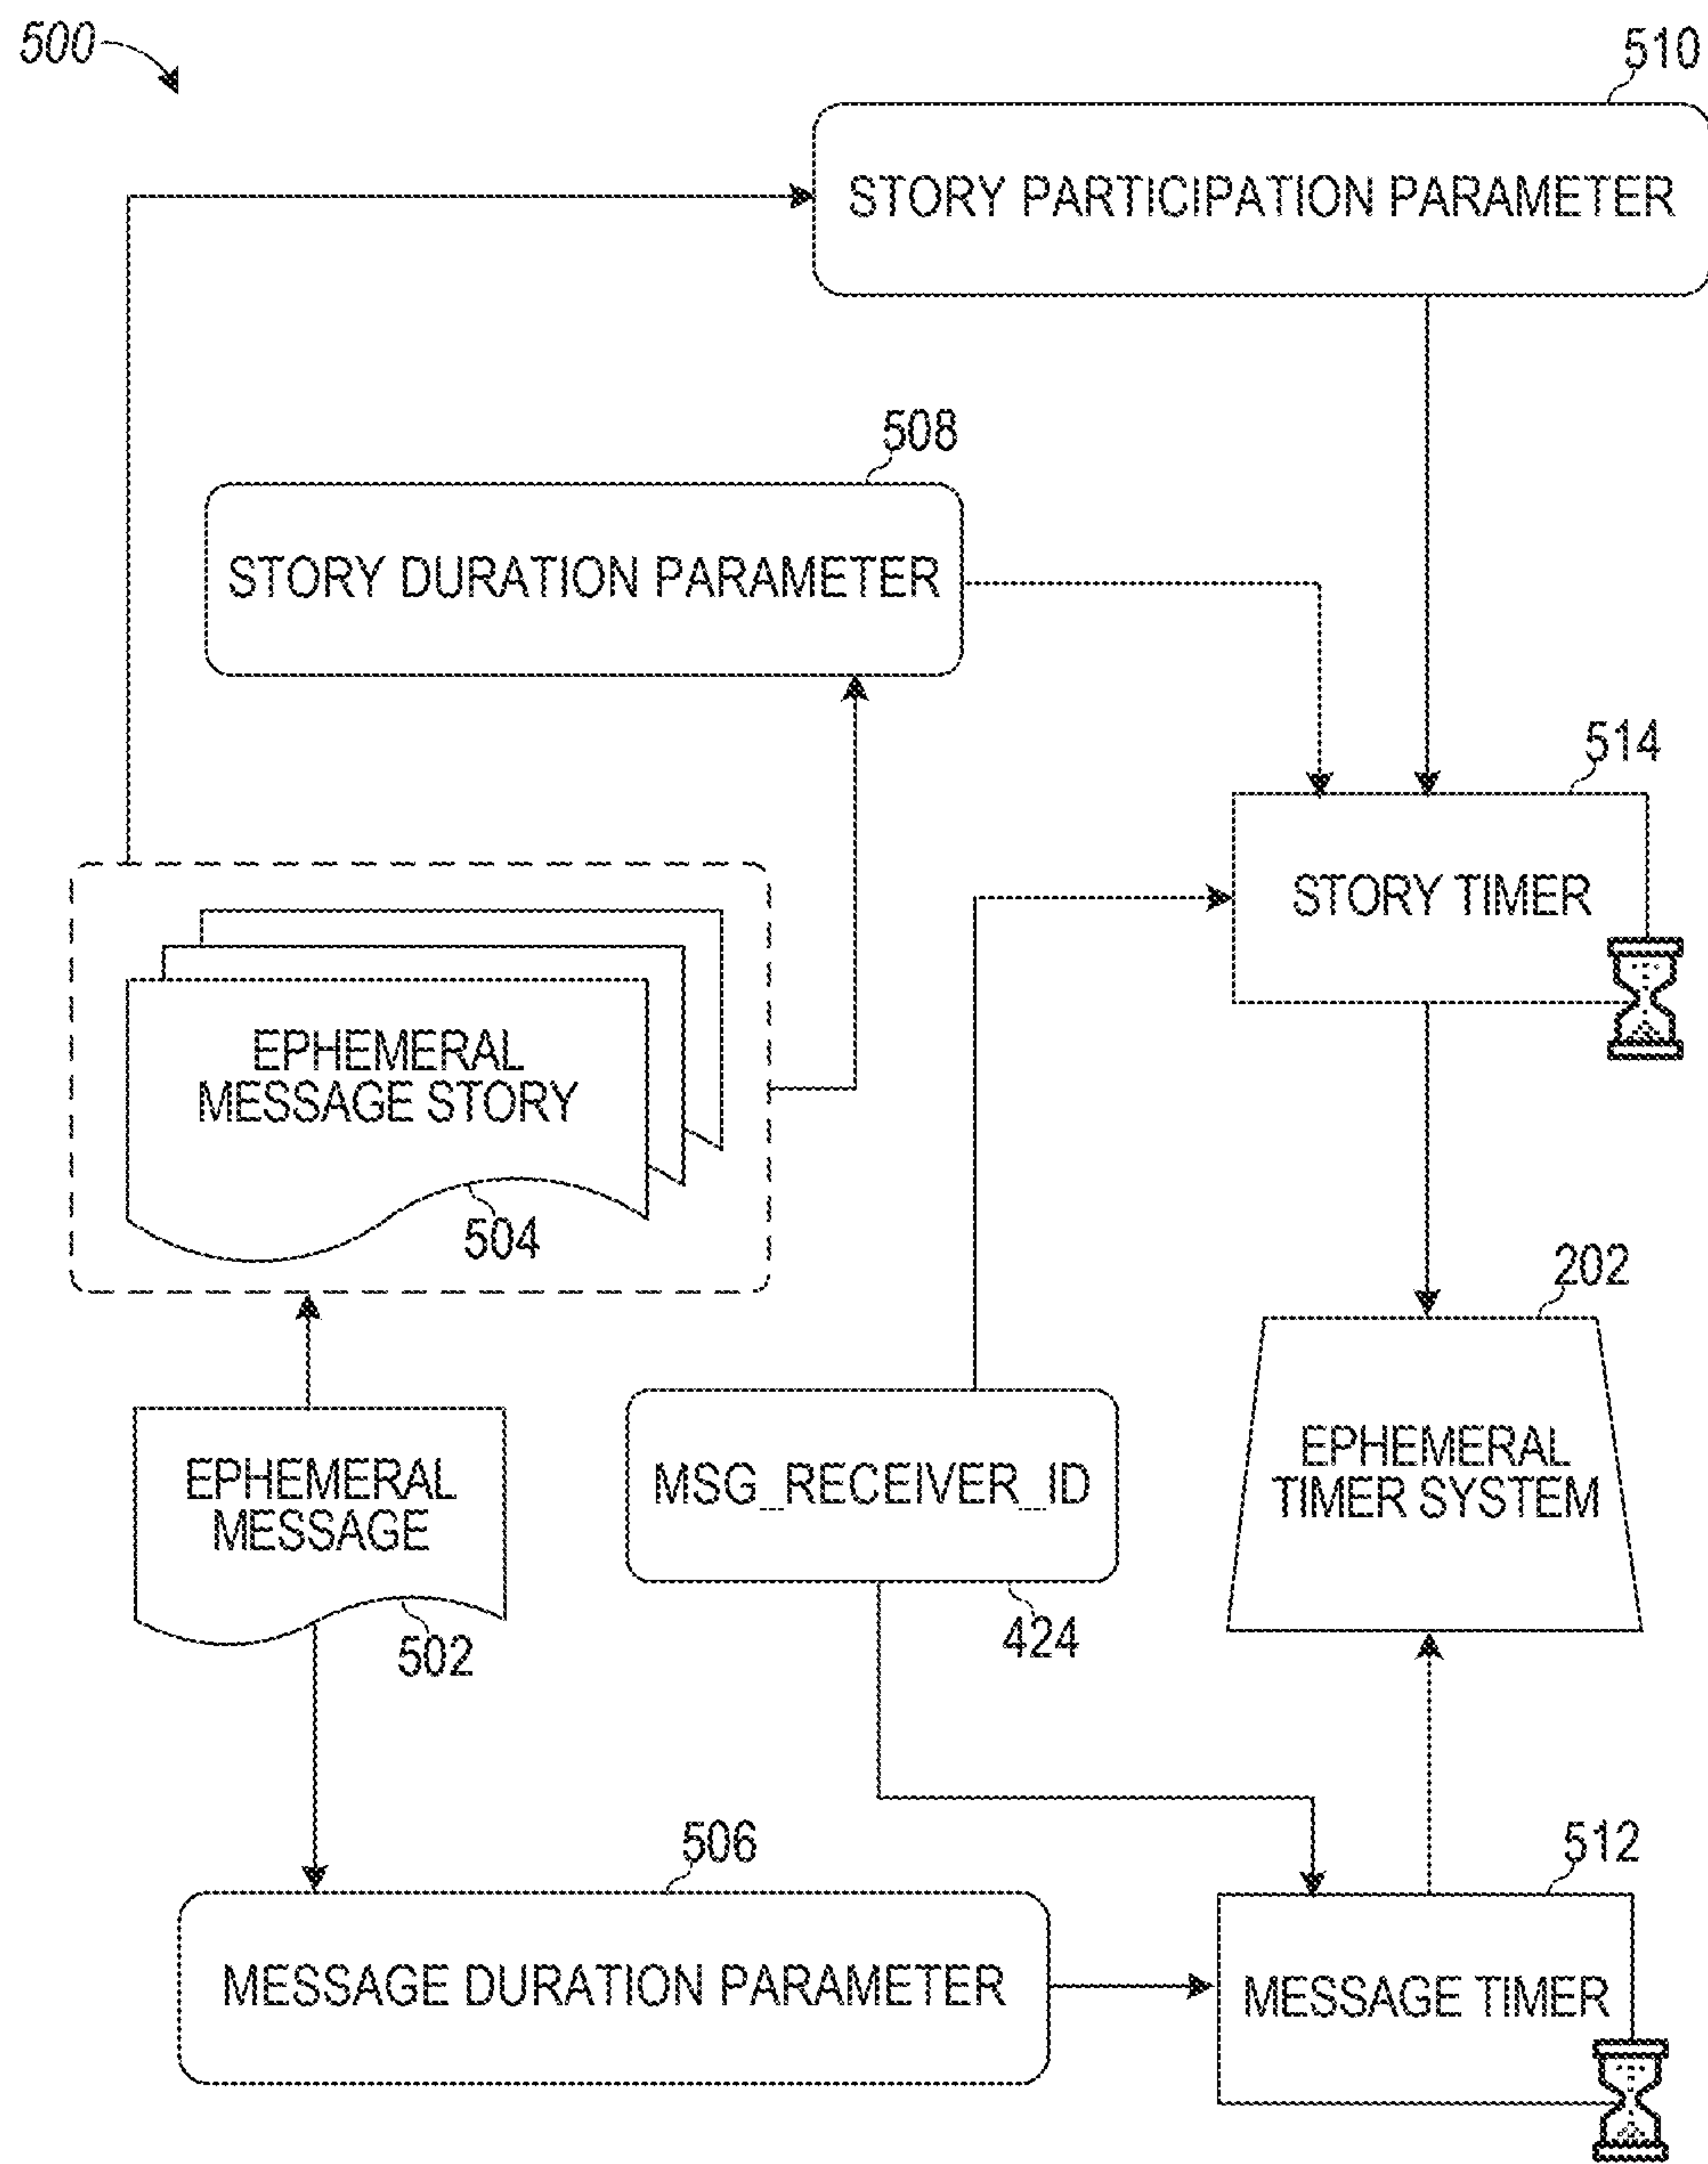 500
510
STORY PARTICIPATION PARAMETER
508
STORY DURATION PARAMETER
514
STORY TIMER
EPHEMERAL
MESSAGE STORY
504
202
EPHEMERAL
TIMER SYSTEM
EPHEMERAL
MESSAGE
502
MSG_RECEIVER_ID
424
506
MESSAGE DURATION PARAMETER
512
MESSAGE TIMER